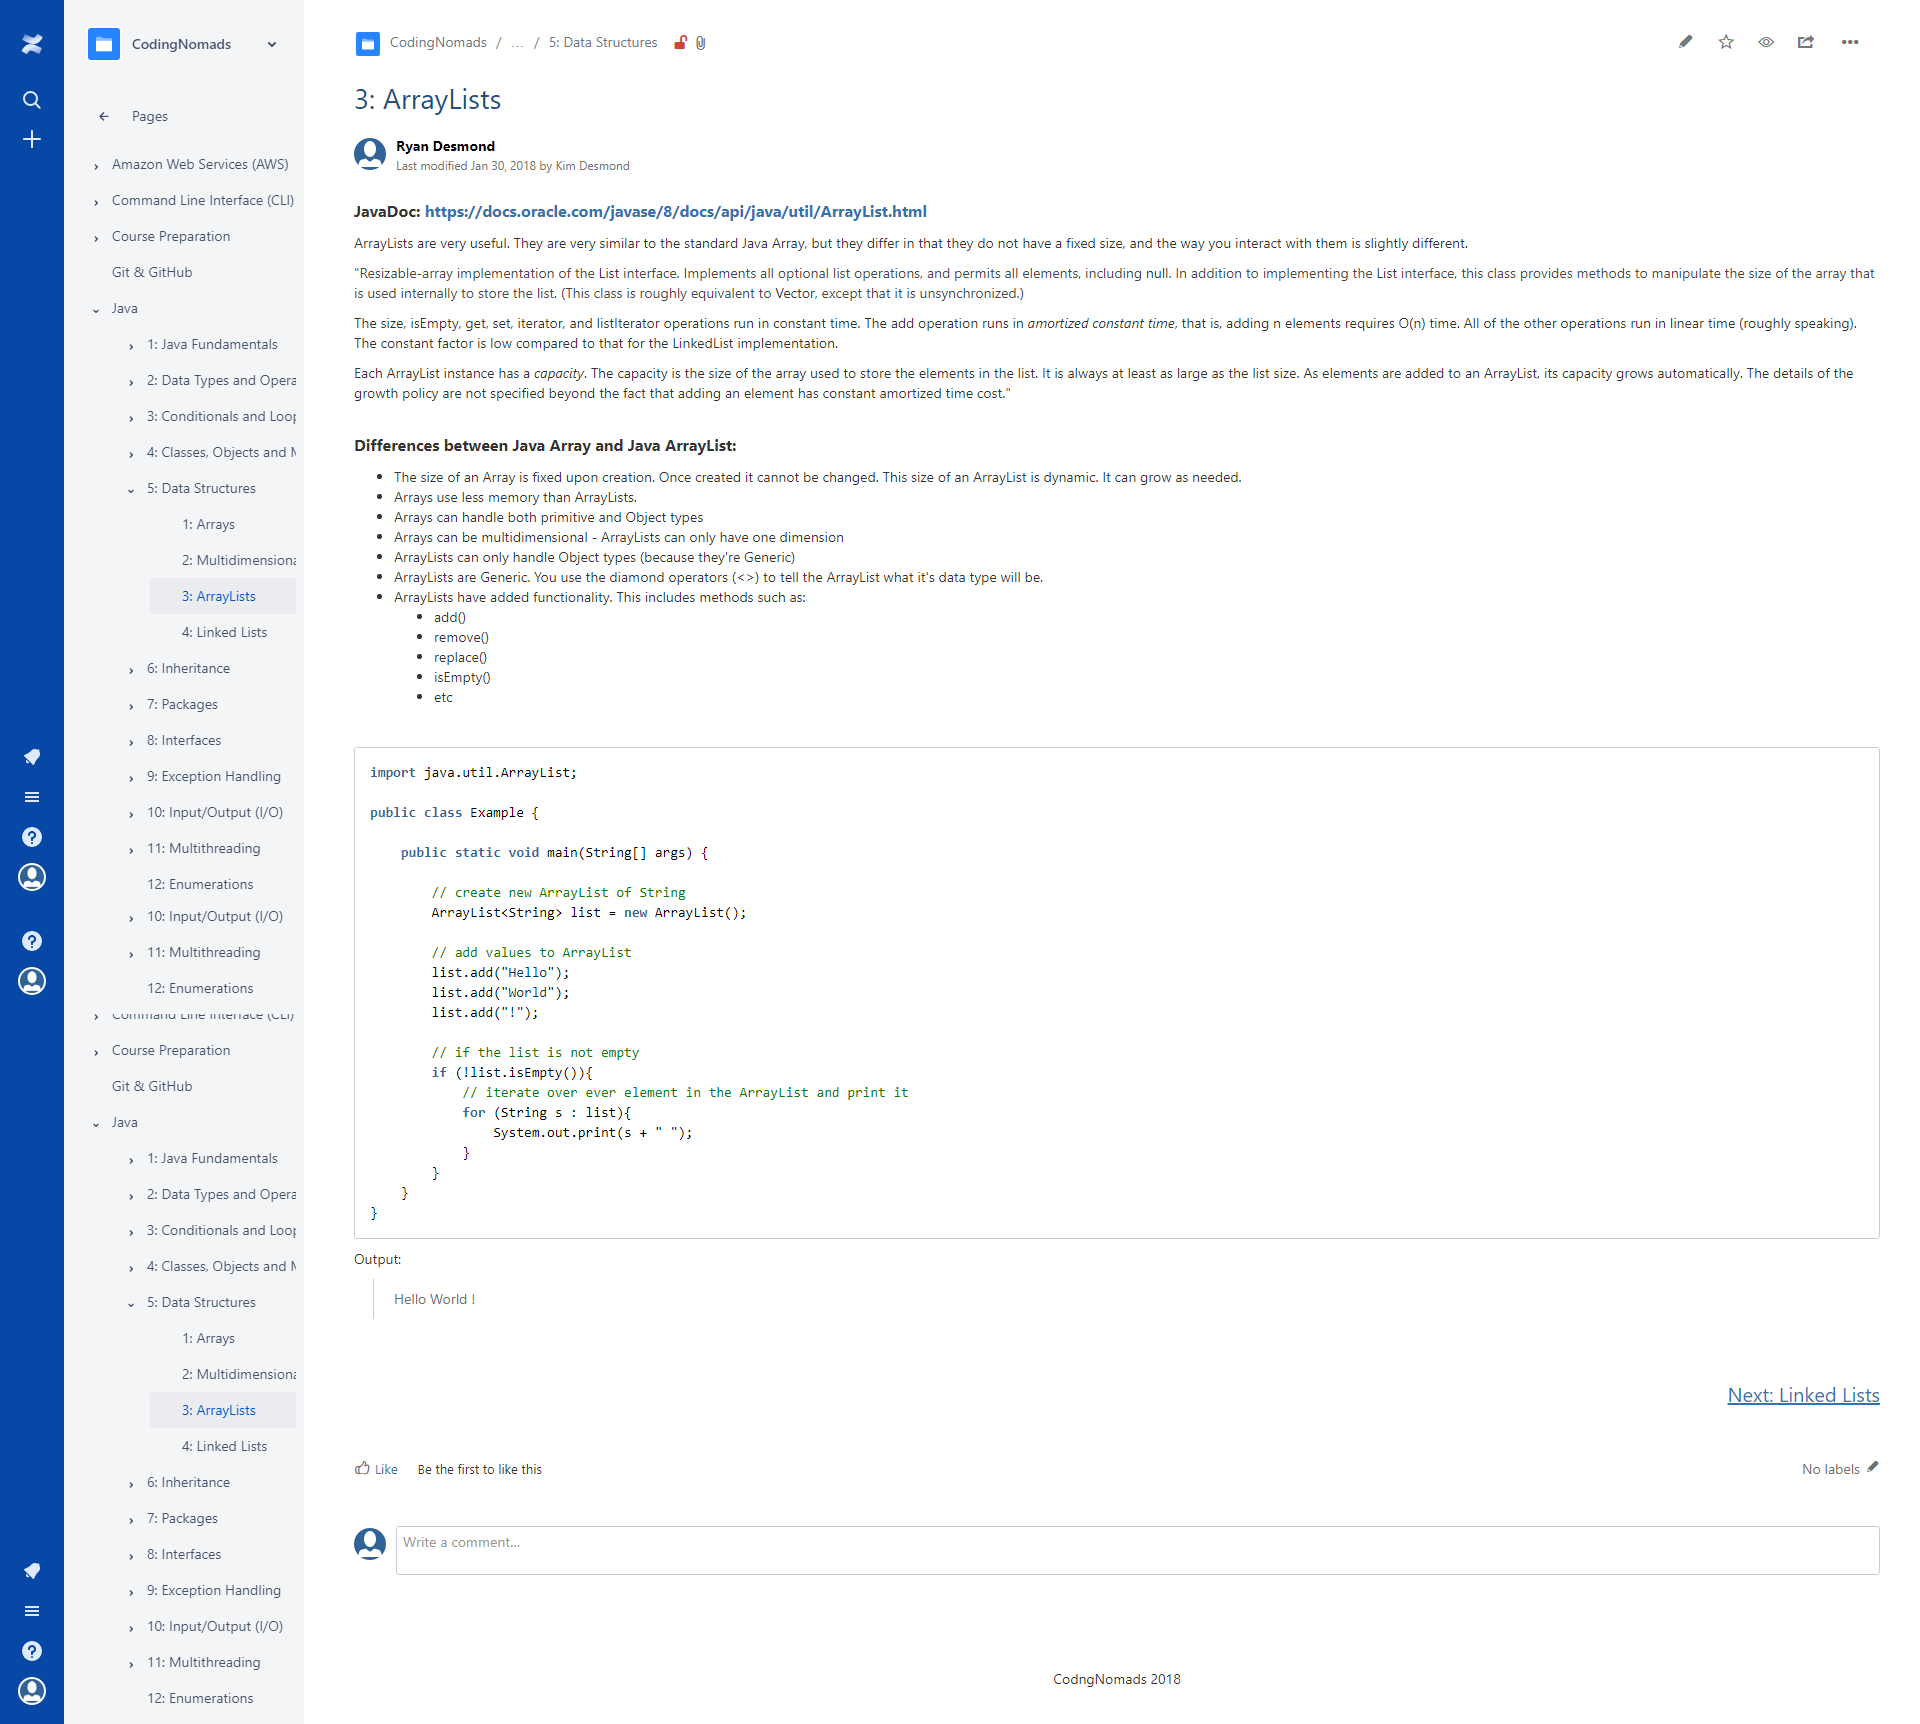 CodingNomads
Pages
Amazon Web Services (AWS)
Command Line Interface (CLI)
Course Preparation
Git & GitHub
Java
1: Java Fundamentals
2: Data Types and Opera
3: Conditionals and Loop
4: Classes, Objects and M
5: Data Structures
1: Arrays
2: Multidimensiona
3: ArrayLists
4: Linked Lists
6: Inheritance
7: Packages
8: Interfaces
9: Exception Handling
10: Input/Output (I/O)
11: Multithreading
12: Enumerations
10: Input/Output (I/O)
11: Multithreading
12: Enumerations
Command Line Interface (CLI)
Course Preparation
Git & GitHub
Java
1: Java Fundamentals
2: Data Types and Opera
3: Conditionals and Loop
4: Classes, Objects and M
5: Data Structures
1: Arrays
2: Multidimensiona
3: ArrayLists
4: Linked Lists
6: Inheritance
7: Packages
8: Interfaces
9: Exception Handling
10: Input/Output (I/O)
11: Multithreading
12: Enumerations
CodingNomads / ... / 5: Data Structures
3: ArrayLists
Ryan Desmond
Last modified Jan 30, 2018 by Kim Desmond
JavaDoc: https://docs.oracle.com/javase/8/docs/api/java/util/ArrayList.html
ArrayLists are very useful. They are very similar to the standard Java Array, but they differ in that they do not have a fixed size, and the way you interact with them is slightly different.
"Resizable-array implementation of the List interface. Implements all optional list operations, and permits all elements, including null. In addition to implementing the List interface, this class provides methods to manipulate the size of the array that
is used internally to store the list. (This class is roughly equivalent to Vector, except that it is unsynchronized.)
The size, isEmpty, get, set, iterator, and listIterator operations run in constant time. The add operation runs in amortized constant time, that is, adding n elements requires O(n) time. All of the other operations run in linear time (roughly speaking).
The constant factor is low compared to that for the LinkedList implementation.
Each ArrayList instance has a capacity. The capacity is the size of the array used to store the elements in the list. It is always at least as large as the list size. As elements are added to an ArrayList, its capacity grows automatically. The details of the
growth policy are not specified beyond the fact that adding an element has constant amortized time cost."
Differences between Java Array and Java ArrayList:
• The size of an Array is fixed upon creation. Once created it cannot be changed. This size of an ArrayList is dynamic. It can grow as needed.
• Arrays use less memory than ArrayLists.
• Arrays can handle both primitive and Object types
• Arrays can be multidimensional - ArrayLists can only have one dimension
• ArrayLists can only handle Object types (because they're Generic)
• ArrayLists are Generic. You use the diamond operators (<>) to tell the ArrayList what it's data type will be.
• ArrayLists have added functionality. This includes methods such as:
• add()
• remove()
• replace()
• isEmpty()
• etc
import java.util.ArrayList;
public class Example {
public static void main(String[] args) {
// create new ArrayList of String
ArrayList<String> list = new ArrayList();
// add values to ArrayList
list.add("Hello");
list.add("World");
list.add("!");
// if the list is not empty
if (!list.isEmpty()){
// iterate over ever element in the ArrayList and print it
for (String s : list){
System.out.print(s + " ");
}
}
}
}
Output:
Hello World !
Next: Linked Lists
Like Be the first to like this
No labels
Write a comment...
CodngNomads 2018